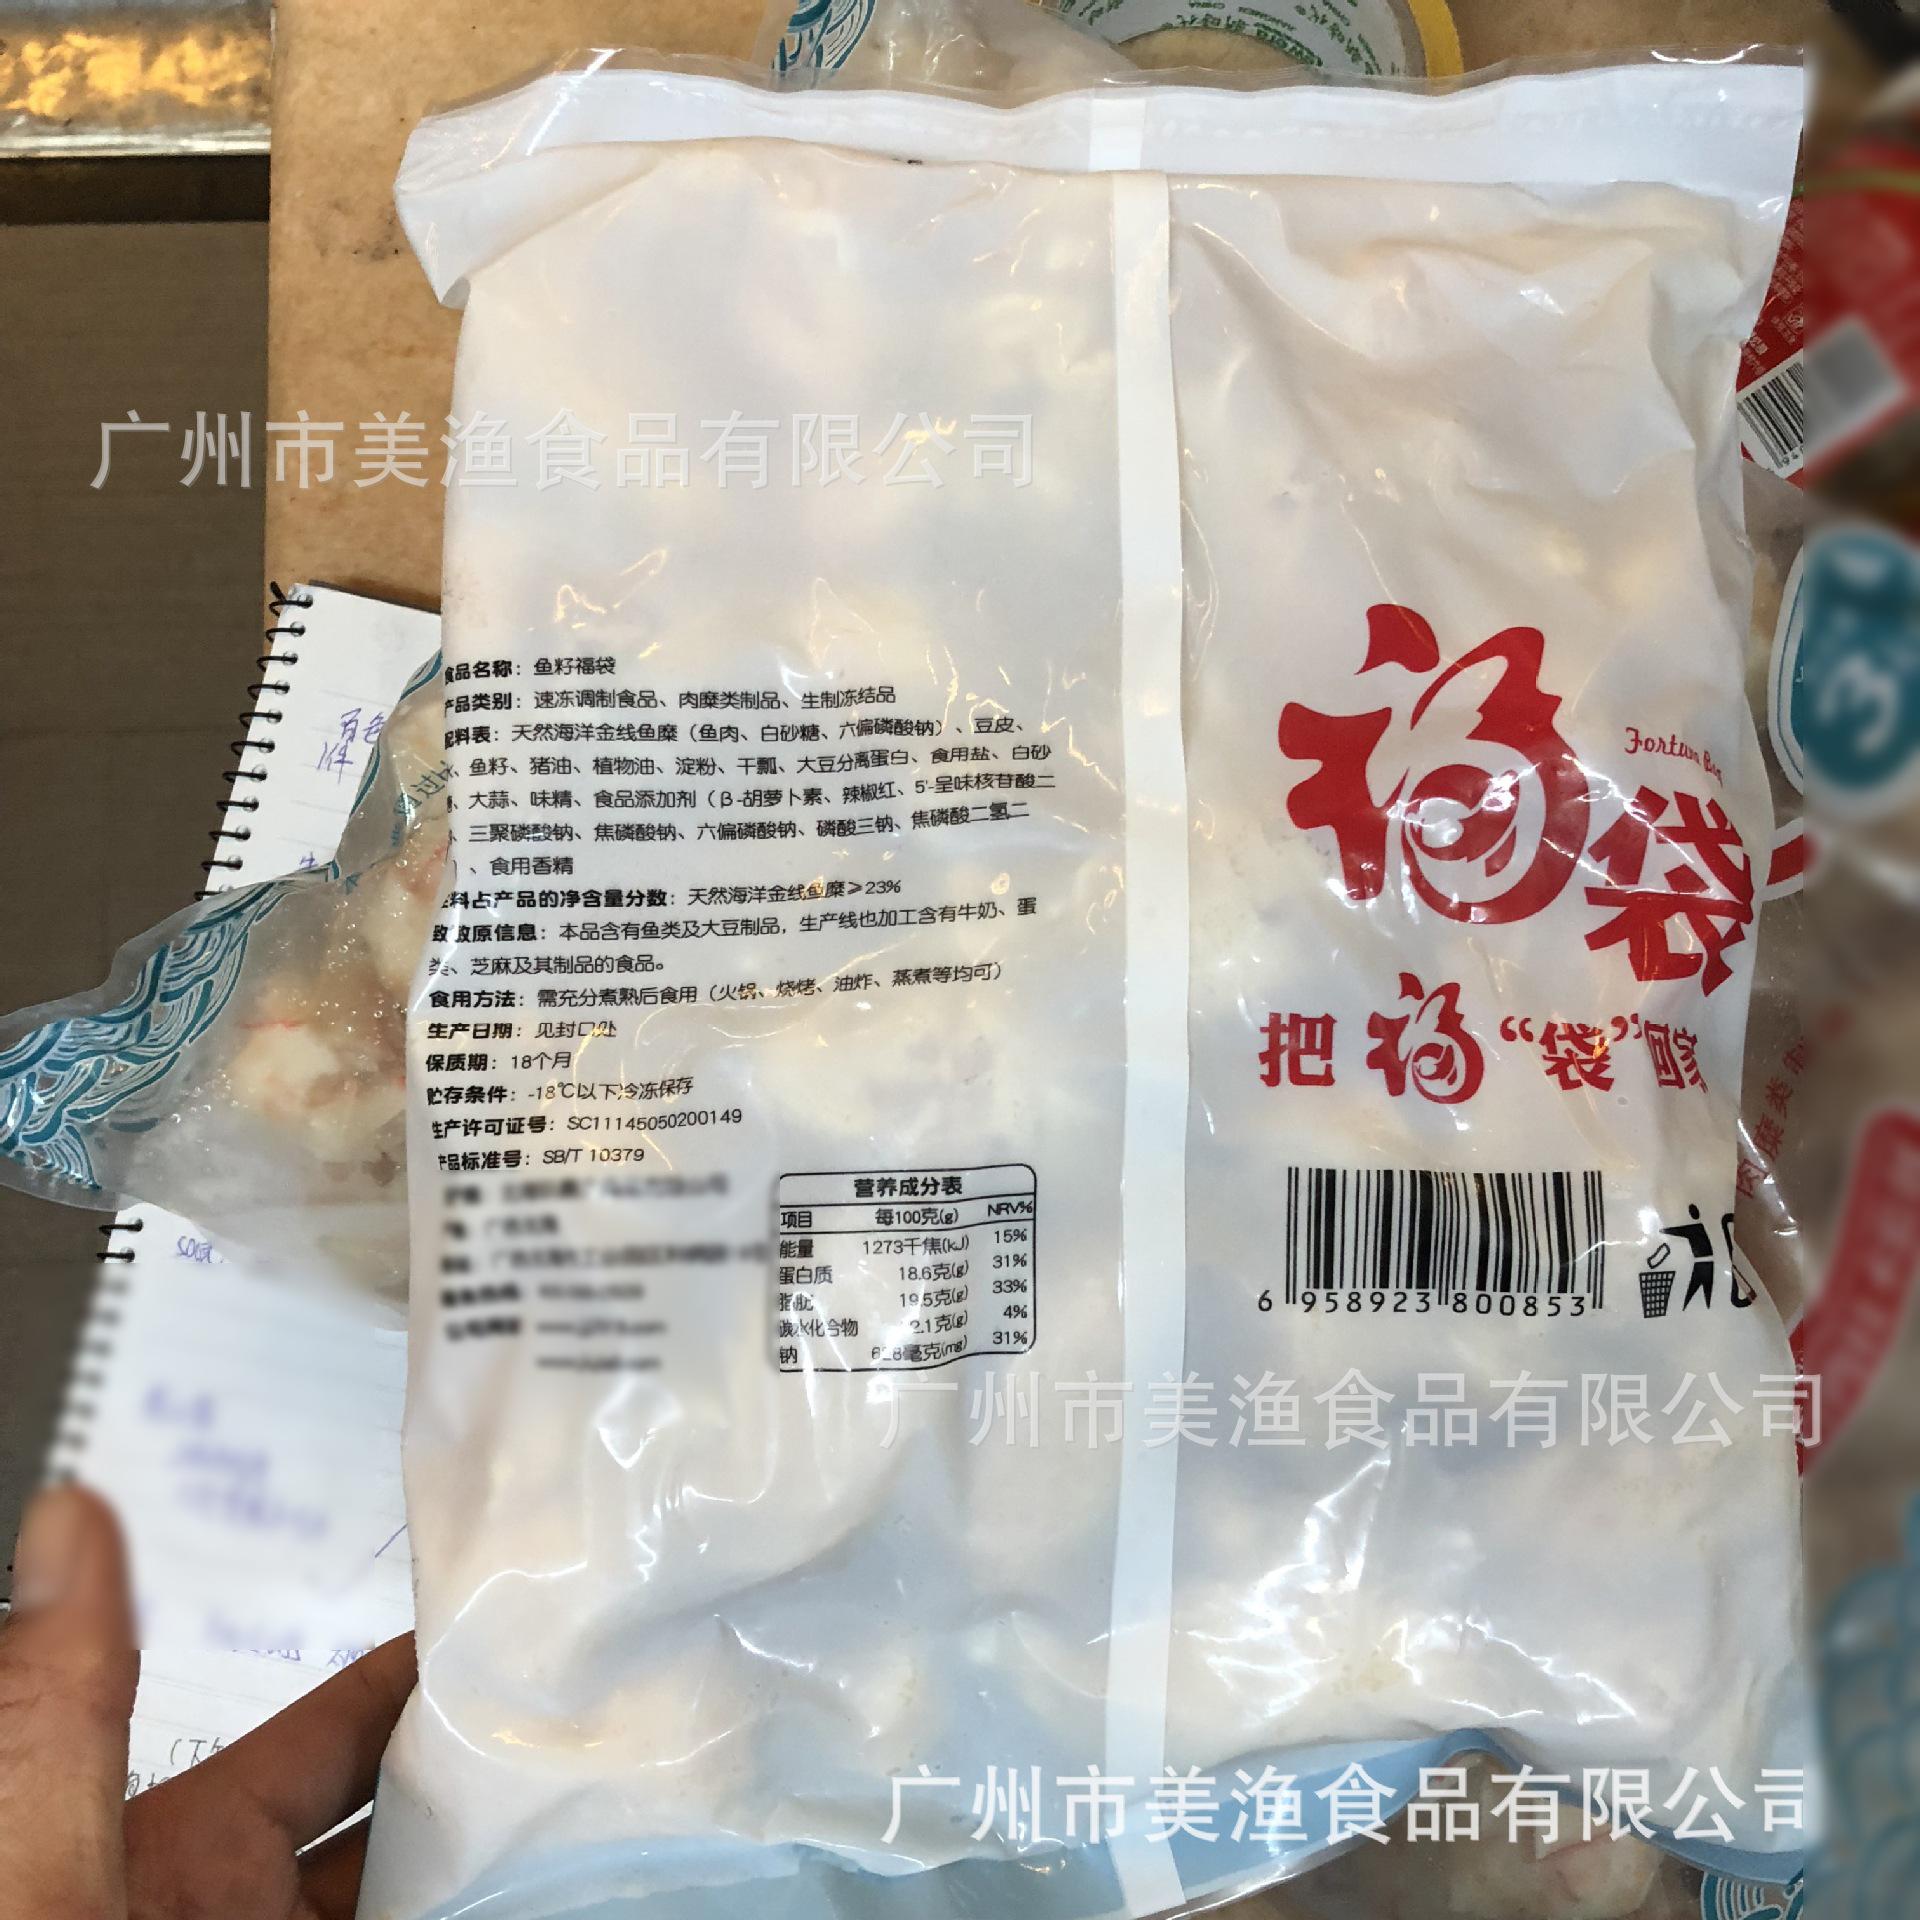 广州市美渔食品有限公司
食品名称：鱼籽福袋
产品类别：速冻调制食品、肉糜类制品、生制冻结品
配料表：天然海洋金线鱼糜（鱼肉、白砂糖、六偏磷酸钠）、豆皮、
、鱼籽、猪油、植物油、淀粉、干瓢、大豆分离蛋白、食用盐、白砂
、大蒜、味精、食品添加剂（β-胡萝卜素、辣椒红、5'-呈味核苷酸二
、三聚磷酸钠、焦磷酸钠、六偏磷酸钠、磷酸三钠、焦磷酸二氢二
）、食用香精
料占产品的净含量分数：天然海洋金线鱼糜≥23%
致敏原信息：本品含有鱼类及大豆制品，生产线也加工含有牛奶、蛋
类、芝麻及其制品的食品。
食用方法：需充分煮熟后食用（火锅、烧烤、油炸、蒸煮等均可）
生产日期：见封口处
保质期：18个月
贮存条件：-18℃以下冷冻保存
生产许可证号：SC11145050200149
产品标准号：SB/T 10379
营养成分表
项目 每100克(g) NRV%
能量 1273千焦(kJ) 15%
蛋白质 18.6克(g) 31%
脂肪 19.5克(g) 33%
碳水化合物 2.1克(g) 4%
钠 毫克(mg) 31%
福袋
Fortune Bag
把福“袋”回家
6 958923 800853
广州市美渔食品有限公司
广州市美渔食品有限公司